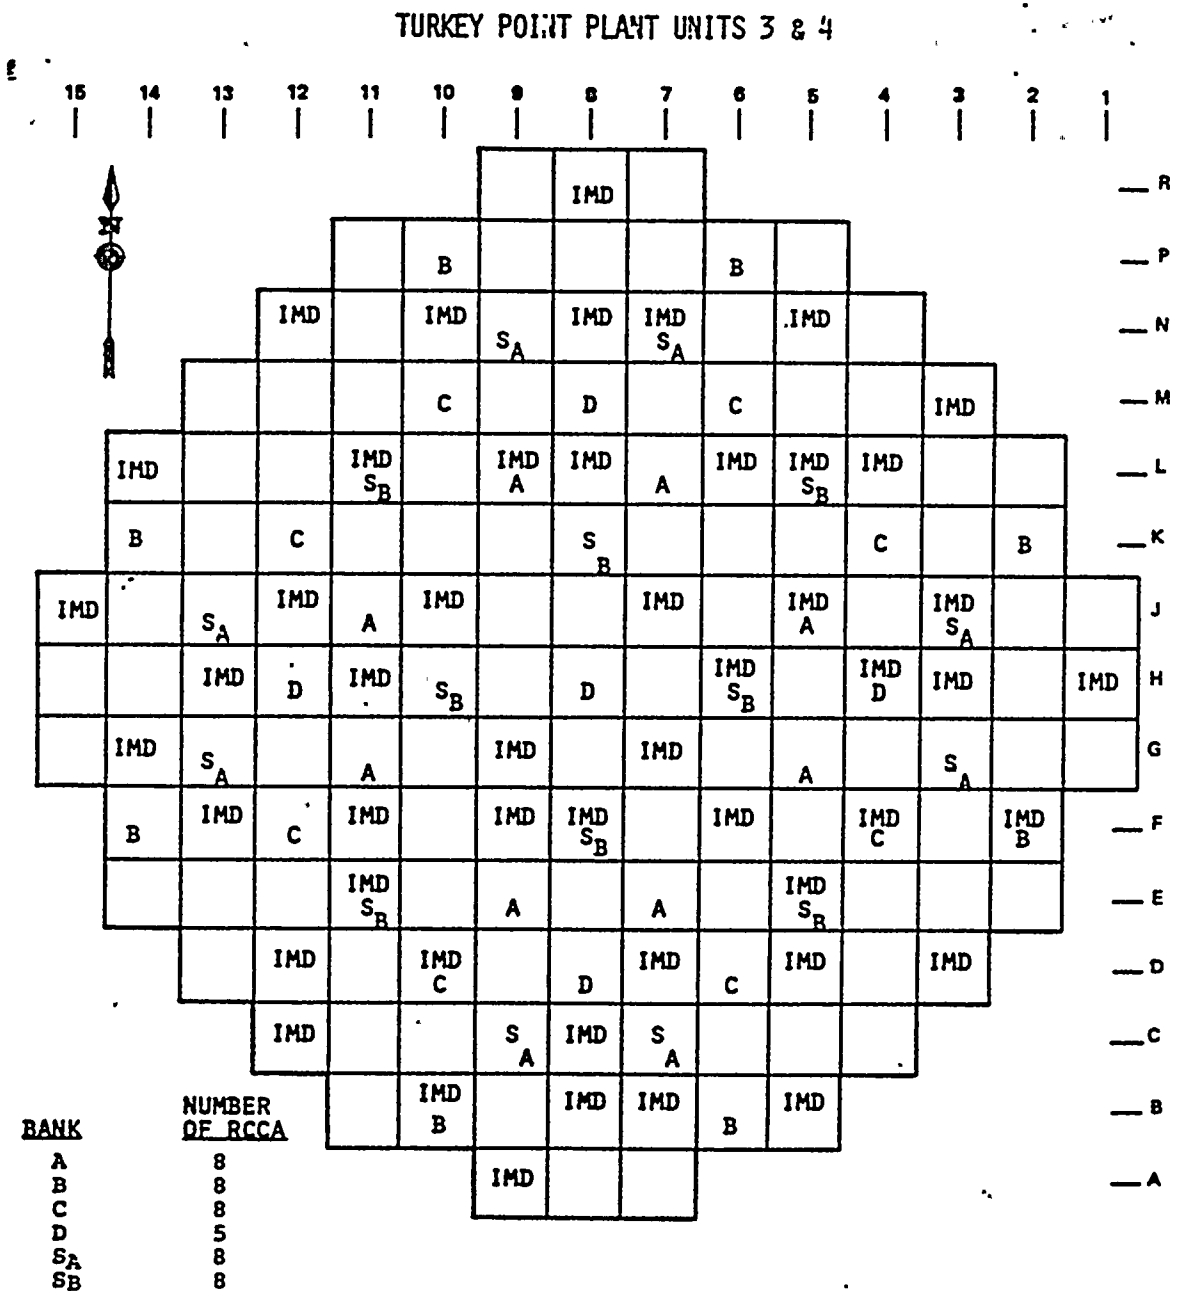 TURKEY POINT PLANT UNITS 3 & 4
15 14 13 12 11 10 9 8 7 6 5 4 3 2 1
IMD R
B B P
IMD IMD IMD IMD IMD N
SA SA
C D C IMD M
IMD IMD IMD IMD IMD IMD IMD L
SB A A SB
B C SB C B K
IMD IMD IMD IMD IMD IMD J
SA A A SA
IMD IMD IMD IMD IMD IMD H
D SB D SB D
IMD IMD IMD G
SA A A SA
IMD IMD IMD IMD IMD IMD IMD F
B C SB C B
IMD IMD E
SB A A SB
IMD IMD IMD IMD IMD D
C D C
IMD SA IMD SA C
IMD IMD IMD IMD B
B B
IMD A
BANK NUMBER OF RCCA
A 8
B 8
C 8
D 5
SA 8
SB 8